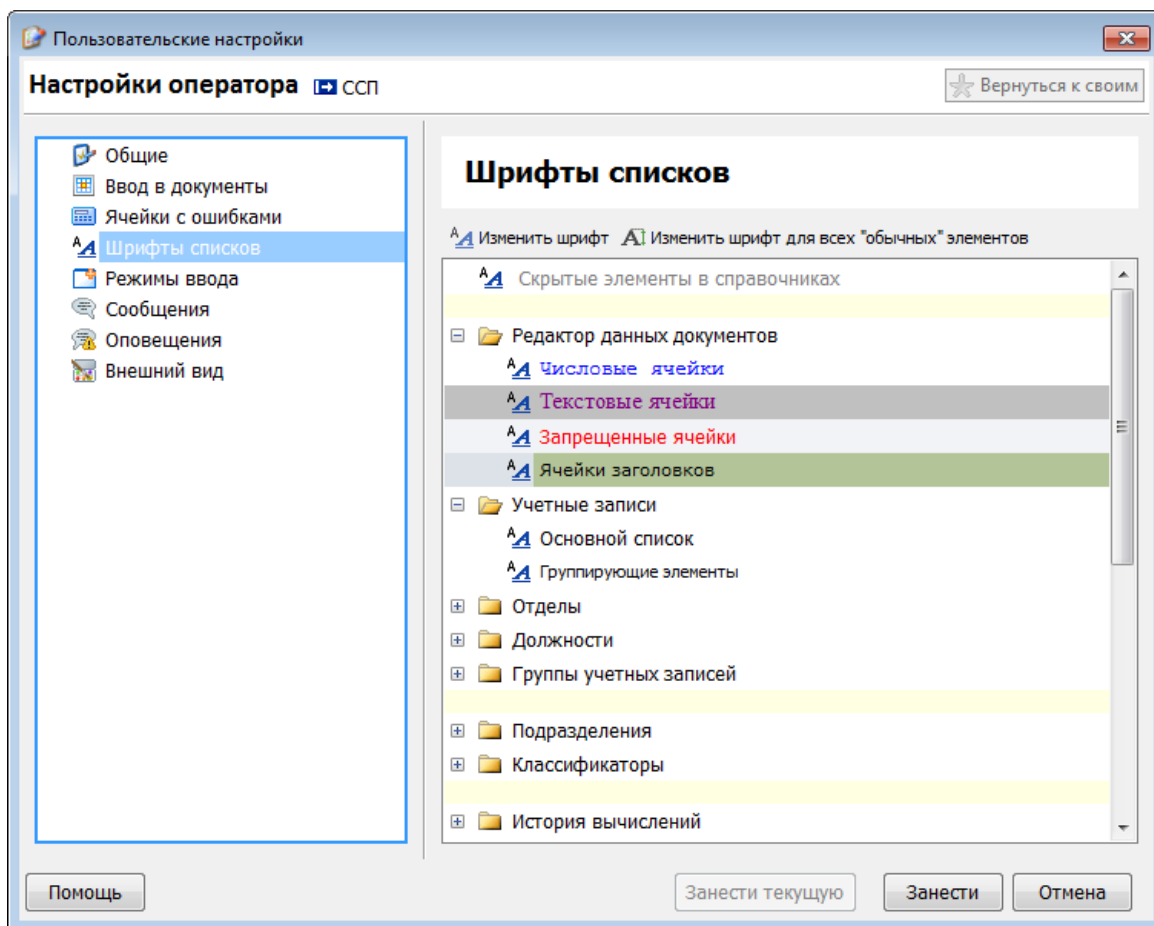 Пользовательские настройки
Настройки оператора ССП
Вернуться к своим
Общие
Ввод в документы
Ячейки с ошибками
Шрифты списков
Режимы ввода
Сообщения
Оповещения
Внешний вид
Шрифты списков
Изменить шрифт Изменить шрифт для всех "обычных" элементов
Скрытые элементы в справочниках
Редактор данных документов
Числовые ячейки
Текстовые ячейки
Запрещенные ячейки
Ячейки заголовков
Учетные записи
Основной список
Группирующие элементы
Отделы
Должности
Группы учетных записей
Подразделения
Классификаторы
История вычислений
Помощь
Занести текущую
Занести
Отмена